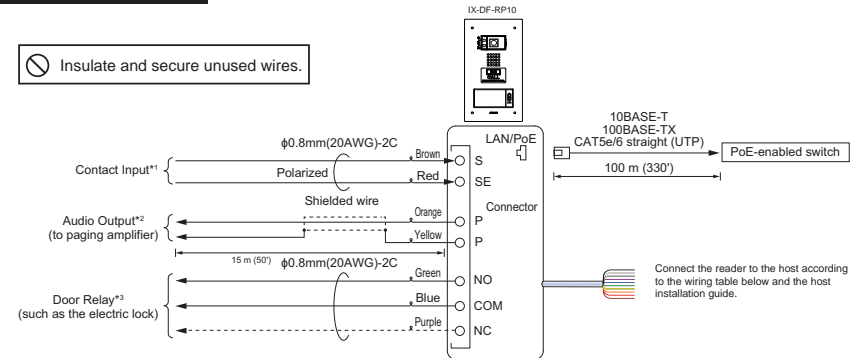 IX-DF-RP10
Insulate and secure unused wires.
10BASE-T
100BASE-TX
CAT5e/6 straight (UTP)
PoE-enabled switch
100 m (330')
LAN/PoE
Connector
Contact Input*1
ϕ0.8mm(20AWG)-2C
Polarized
Brown
S
Red
SE
Audio Output*2
(to paging amplifier)
Shielded wire
Orange
P
Yellow
P
15 m (50')
ϕ0.8mm(20AWG)-2C
Door Relay*3
(such as the electric lock)
Green
NO
Blue
COM
Purple
NC
Connect the reader to the host according
to the wiring table below and the host
installation guide.